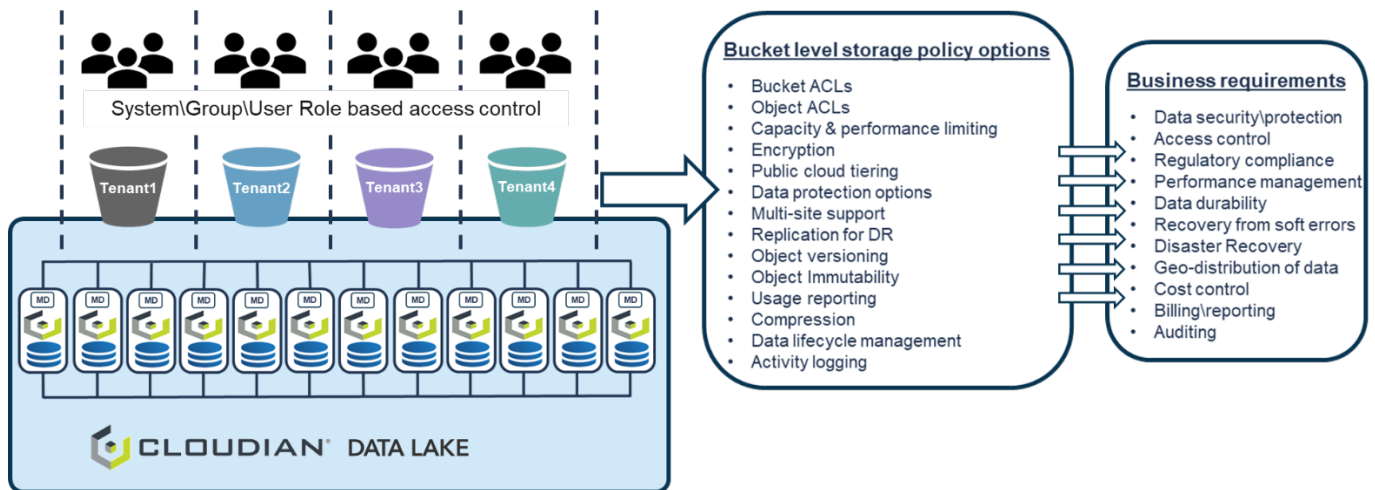 System\Group\User Role based access control
Tenant1
Tenant2
Tenant3
Tenant4
MD
MD
MD
MD
MD
MD
MD
MD
MD
MD
MD
CLOUDIAN® DATA LAKE
Bucket level storage policy options
• Bucket ACLs
• Object ACLs
• Capacity & performance limiting
• Encryption
• Public cloud tiering
• Data protection options
• Multi-site support
• Replication for DR
• Object versioning
• Object Immutability
• Usage reporting
• Compression
• Data lifecycle management
• Activity logging
Business requirements
• Data security\protection
• Access control
• Regulatory compliance
• Performance management
• Data durability
• Recovery from soft errors
• Disaster Recovery
• Geo-distribution of data
• Cost control
• Billing\reporting
• Auditing